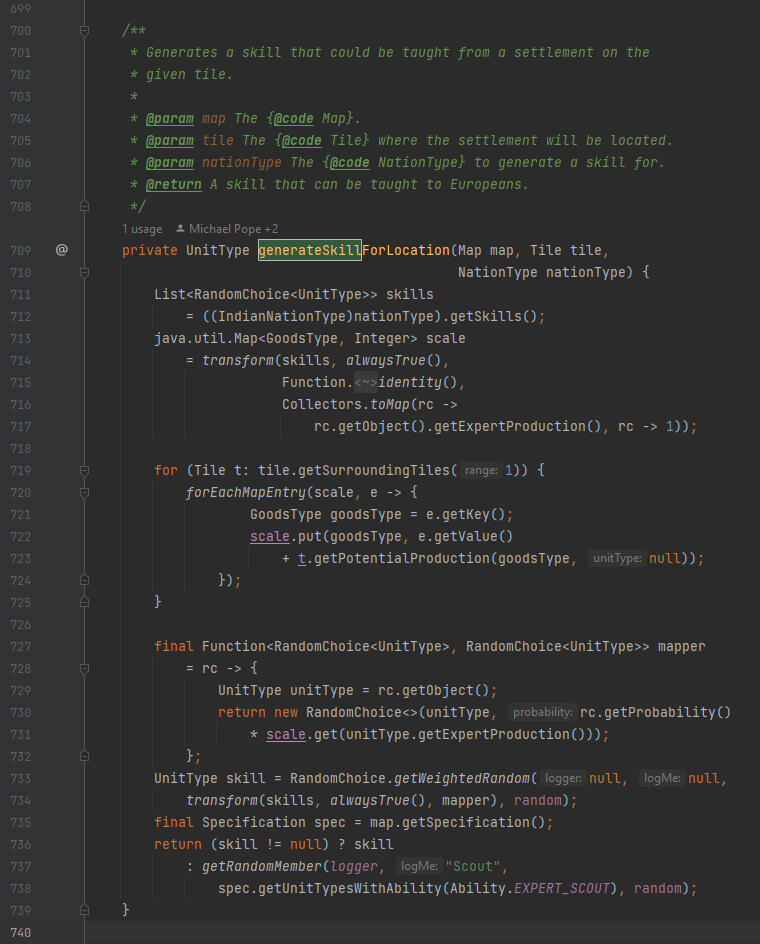 699
700 /**
701 * Generates a skill that could be taught from a settlement on the
702 * given tile.
703 *
704 * @param map The {@code Map}.
705 * @param tile The {@code Tile} where the settlement will be located.
706 * @param nationType The {@code NationType} to generate a skill for.
707 * @return A skill that can be taught to Europeans.
708 */
1 usage Michael Pope +2
709 @ private UnitType generateSkillForLocation(Map map, Tile tile,
710 NationType nationType) {
711 List<RandomChoice<UnitType>> skills
712 = ((IndianNationType)nationType).getSkills();
713 java.util.Map<GoodsType, Integer> scale
714 = transform(skills, alwaysTrue(),
715 Function.<~>identity(),
716 Collectors.toMap(rc ->
717 rc.getObject().getExpertProduction(), rc -> 1));
718
719 for (Tile t: tile.getSurroundingTiles( range: 1)) {
720 forEachMapEntry(scale, e -> {
721 GoodsType goodsType = e.getKey();
722 scale.put(goodsType, e.getValue()
723 + t.getPotentialProduction(goodsType, unitType: null));
724 });
725 }
726
727 final Function<RandomChoice<UnitType>, RandomChoice<UnitType>> mapper
728 = rc -> {
729 UnitType unitType = rc.getObject();
730 return new RandomChoice<>(unitType, probability: rc.getProbability()
731 * scale.get(unitType.getExpertProduction()));
732 };
733 UnitType skill = RandomChoice.getWeightedRandom( logger: null, logMe: null,
734 transform(skills, alwaysTrue(), mapper), random);
735 final Specification spec = map.getSpecification();
736 return (skill != null) ? skill
737 : getRandomMember(logger, logMe: "Scout",
738 spec.getUnitTypesWithAbility(Ability.EXPERT_SCOUT), random);
739 }
740